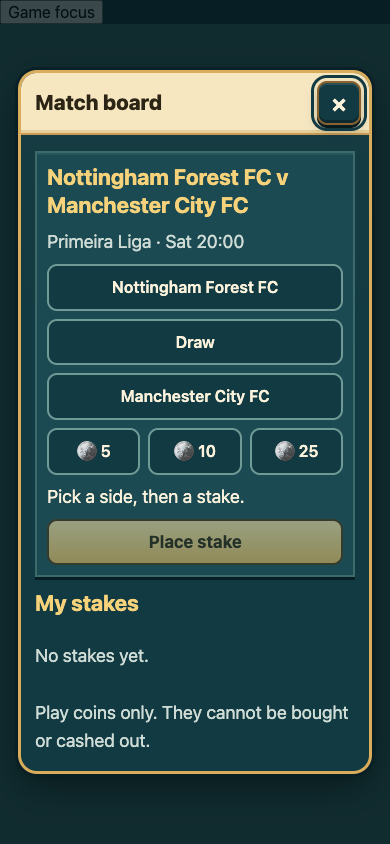 Game focus
Match board
×
Nottingham Forest FC v
Manchester City FC
Primeira Liga · Sat 20:00
Nottingham Forest FC
Draw
Manchester City FC
5 10 25
Pick a side, then a stake.
Place stake
My stakes
No stakes yet.
Play coins only. They cannot be bought
or cashed out.